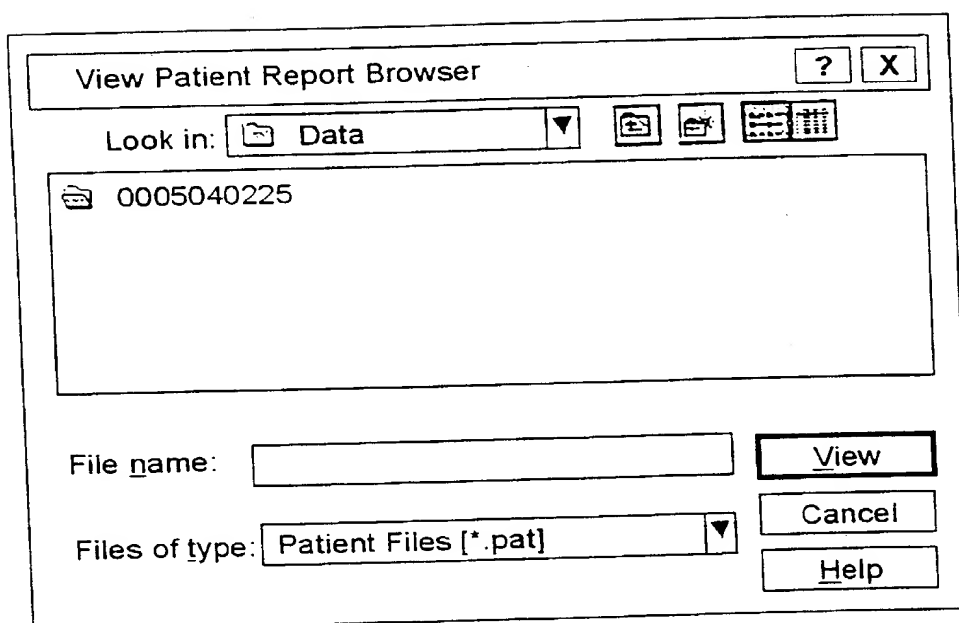 View Patient Report Browser ? X
Look in: Data
0005040225
File name: View
Cancel
Files of type: Patient Files [*.pat]
Help